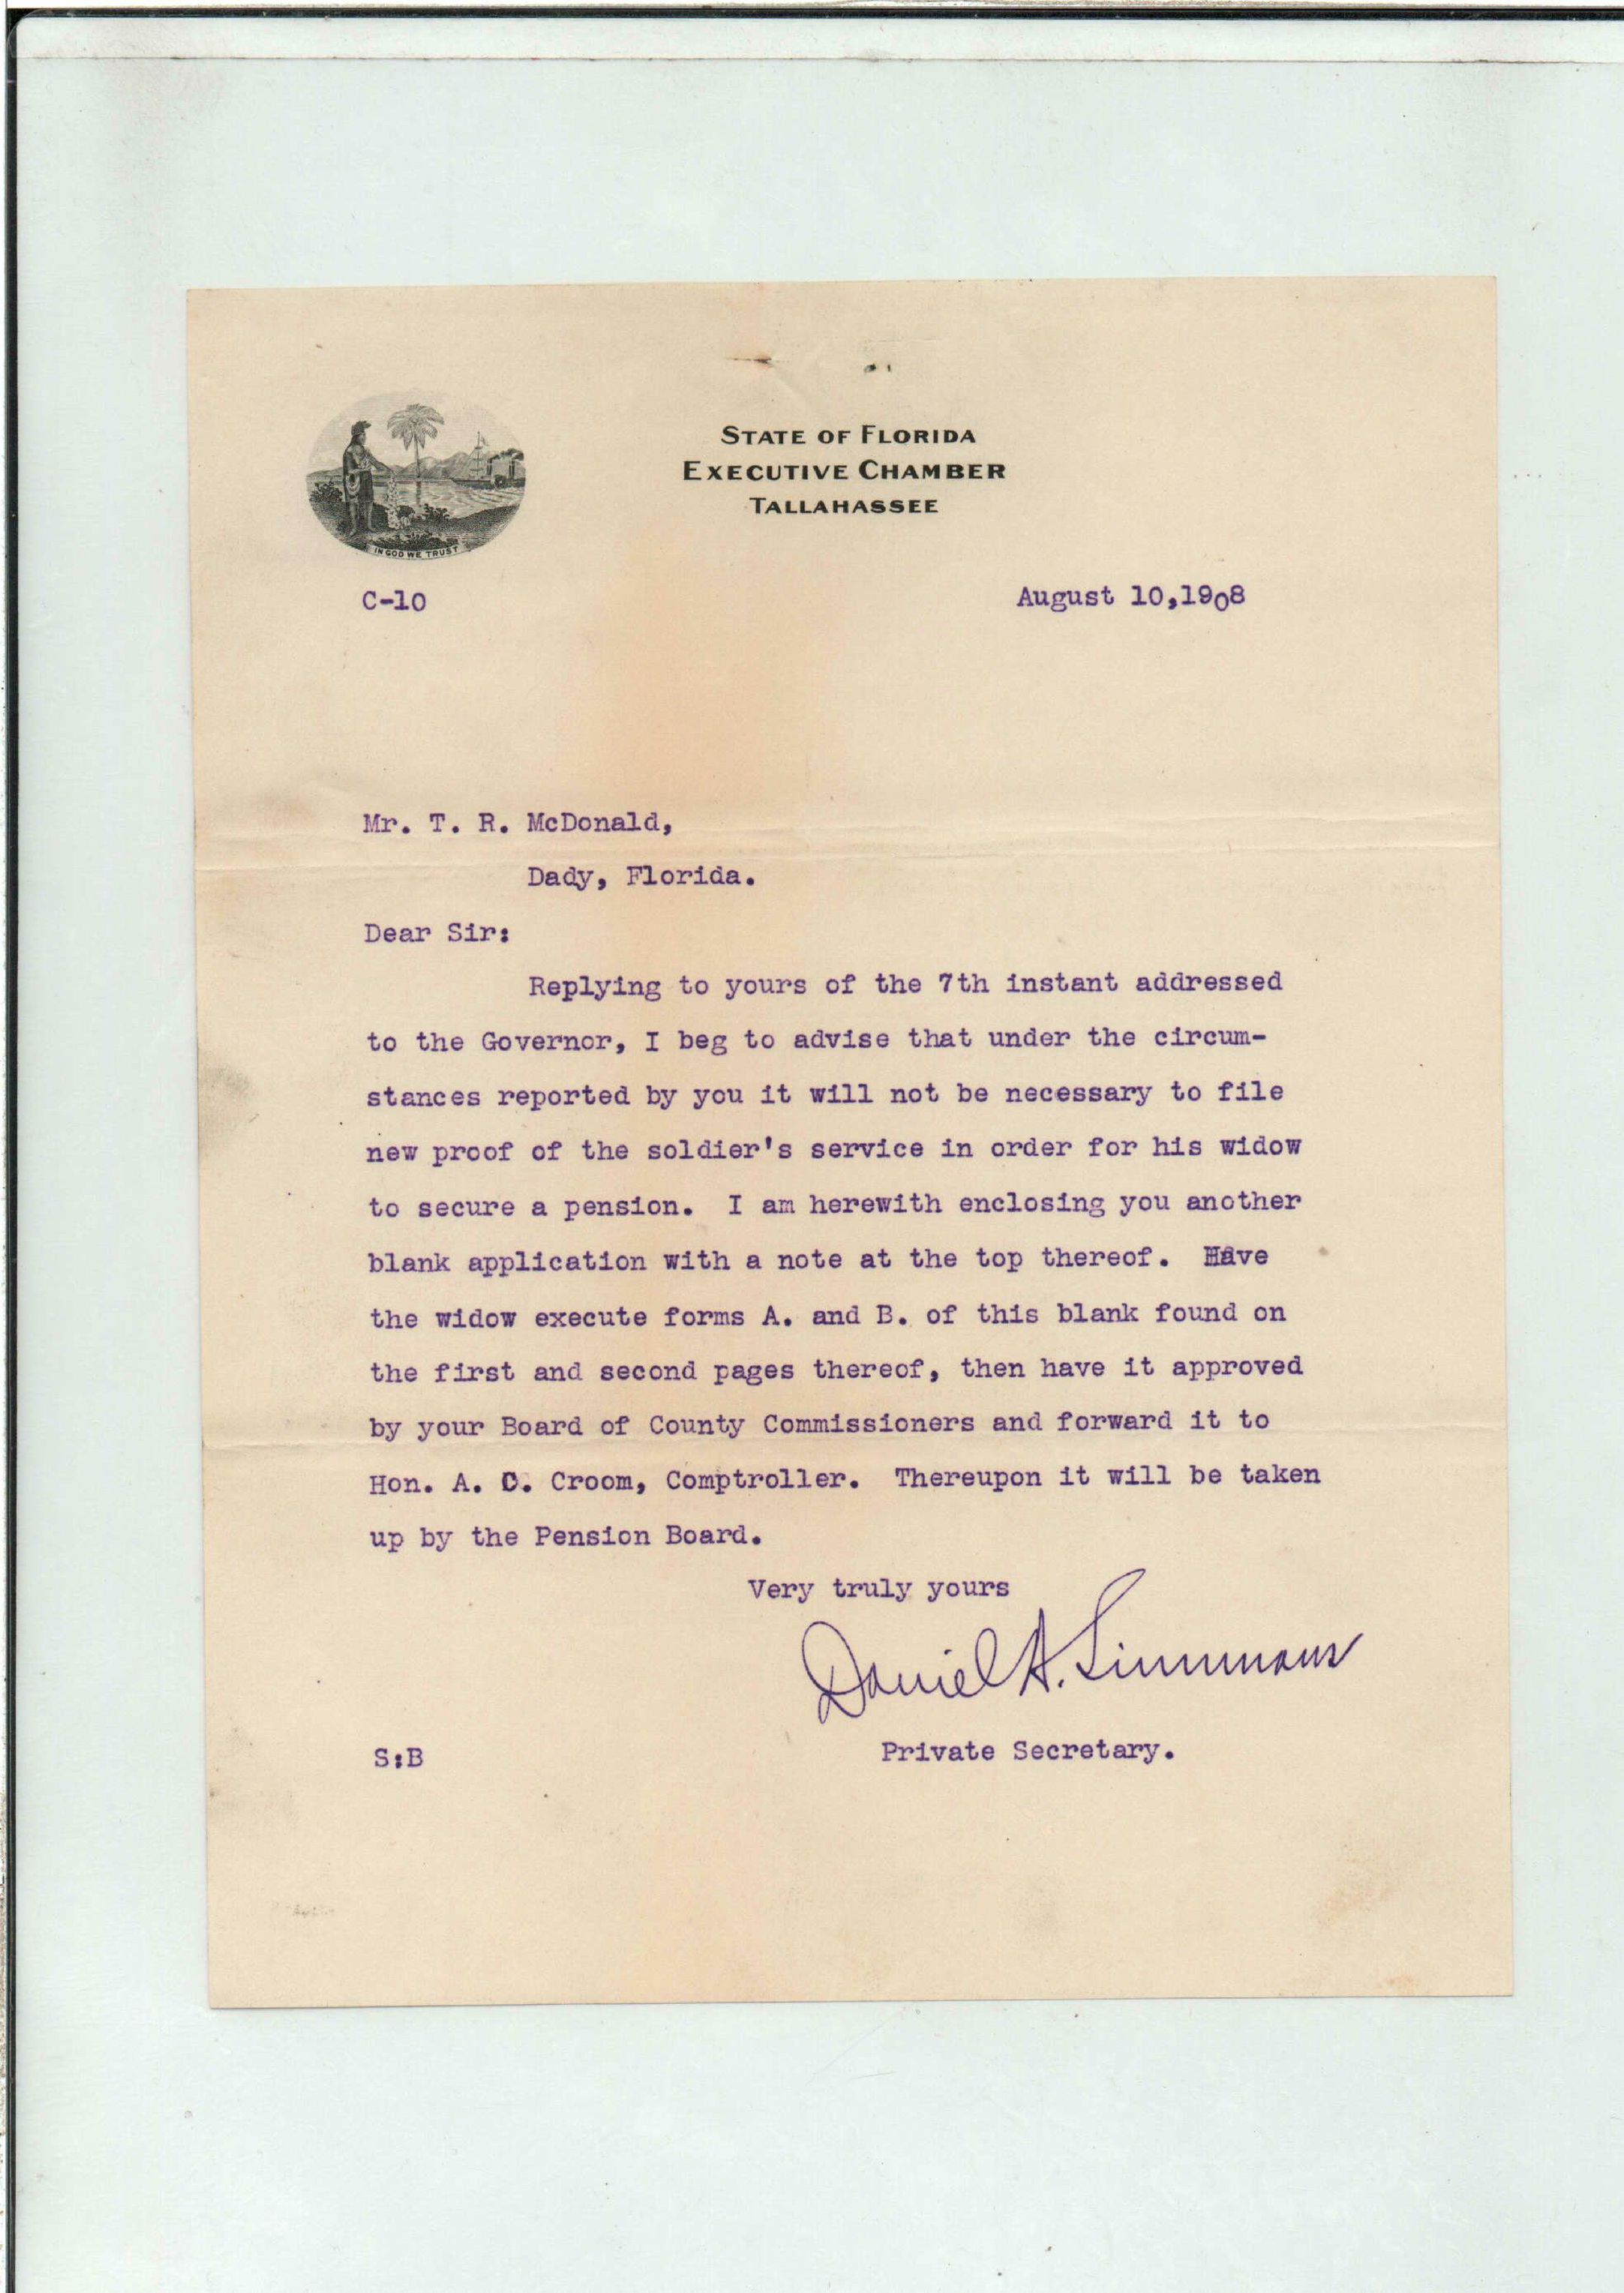 IN GOD WE TRUST
STATE OF FLORIDA
EXECUTIVE CHAMBER
TALLAHASSEE
C-10
August 10,1908
Mr. T. R. McDonald,
Dady, Florida.
Dear Sir:
Replying to yours of the 7th instant addressed
to the Governor, I beg to advise that under the circum-
stances reported by you it will not be necessary to file
new proof of the soldier's service in order for his widow
to secure a pension. I am herewith enclosing you another
blank application with a note at the top thereof. Have
the widow execute forms A. and B. of this blank found on
the first and second pages thereof, then have it approved
by your Board of County Commissioners and forward it to
Hon. A. C. Croom, Comptroller. Thereupon it will be taken
up by the Pension Board.
Very truly yours
Daniel A. Simmons
Private Secretary.
S:B